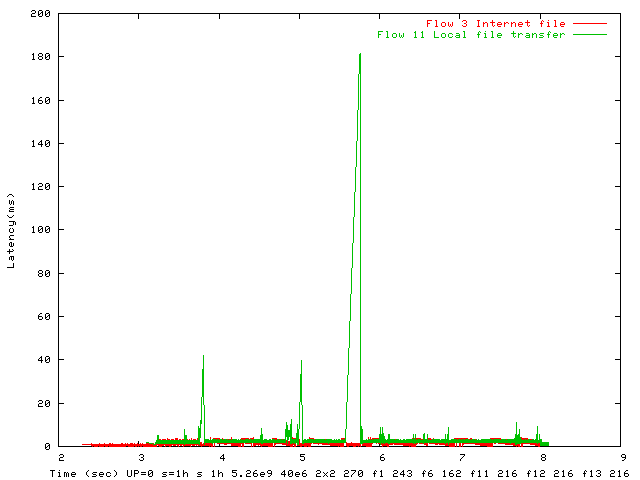 200
180
160
140
120
100
80
60
40
20
0
Latency(ms)
Flow 3 Internet file
Flow 11 Local file transfer
2 3 4 5 6 7 8 9
Time (sec) UP=0 s=1h s 1h 5.26e9 40e6 2x2 270 f1 243 f6 162 f11 216 f12 216 f13 216